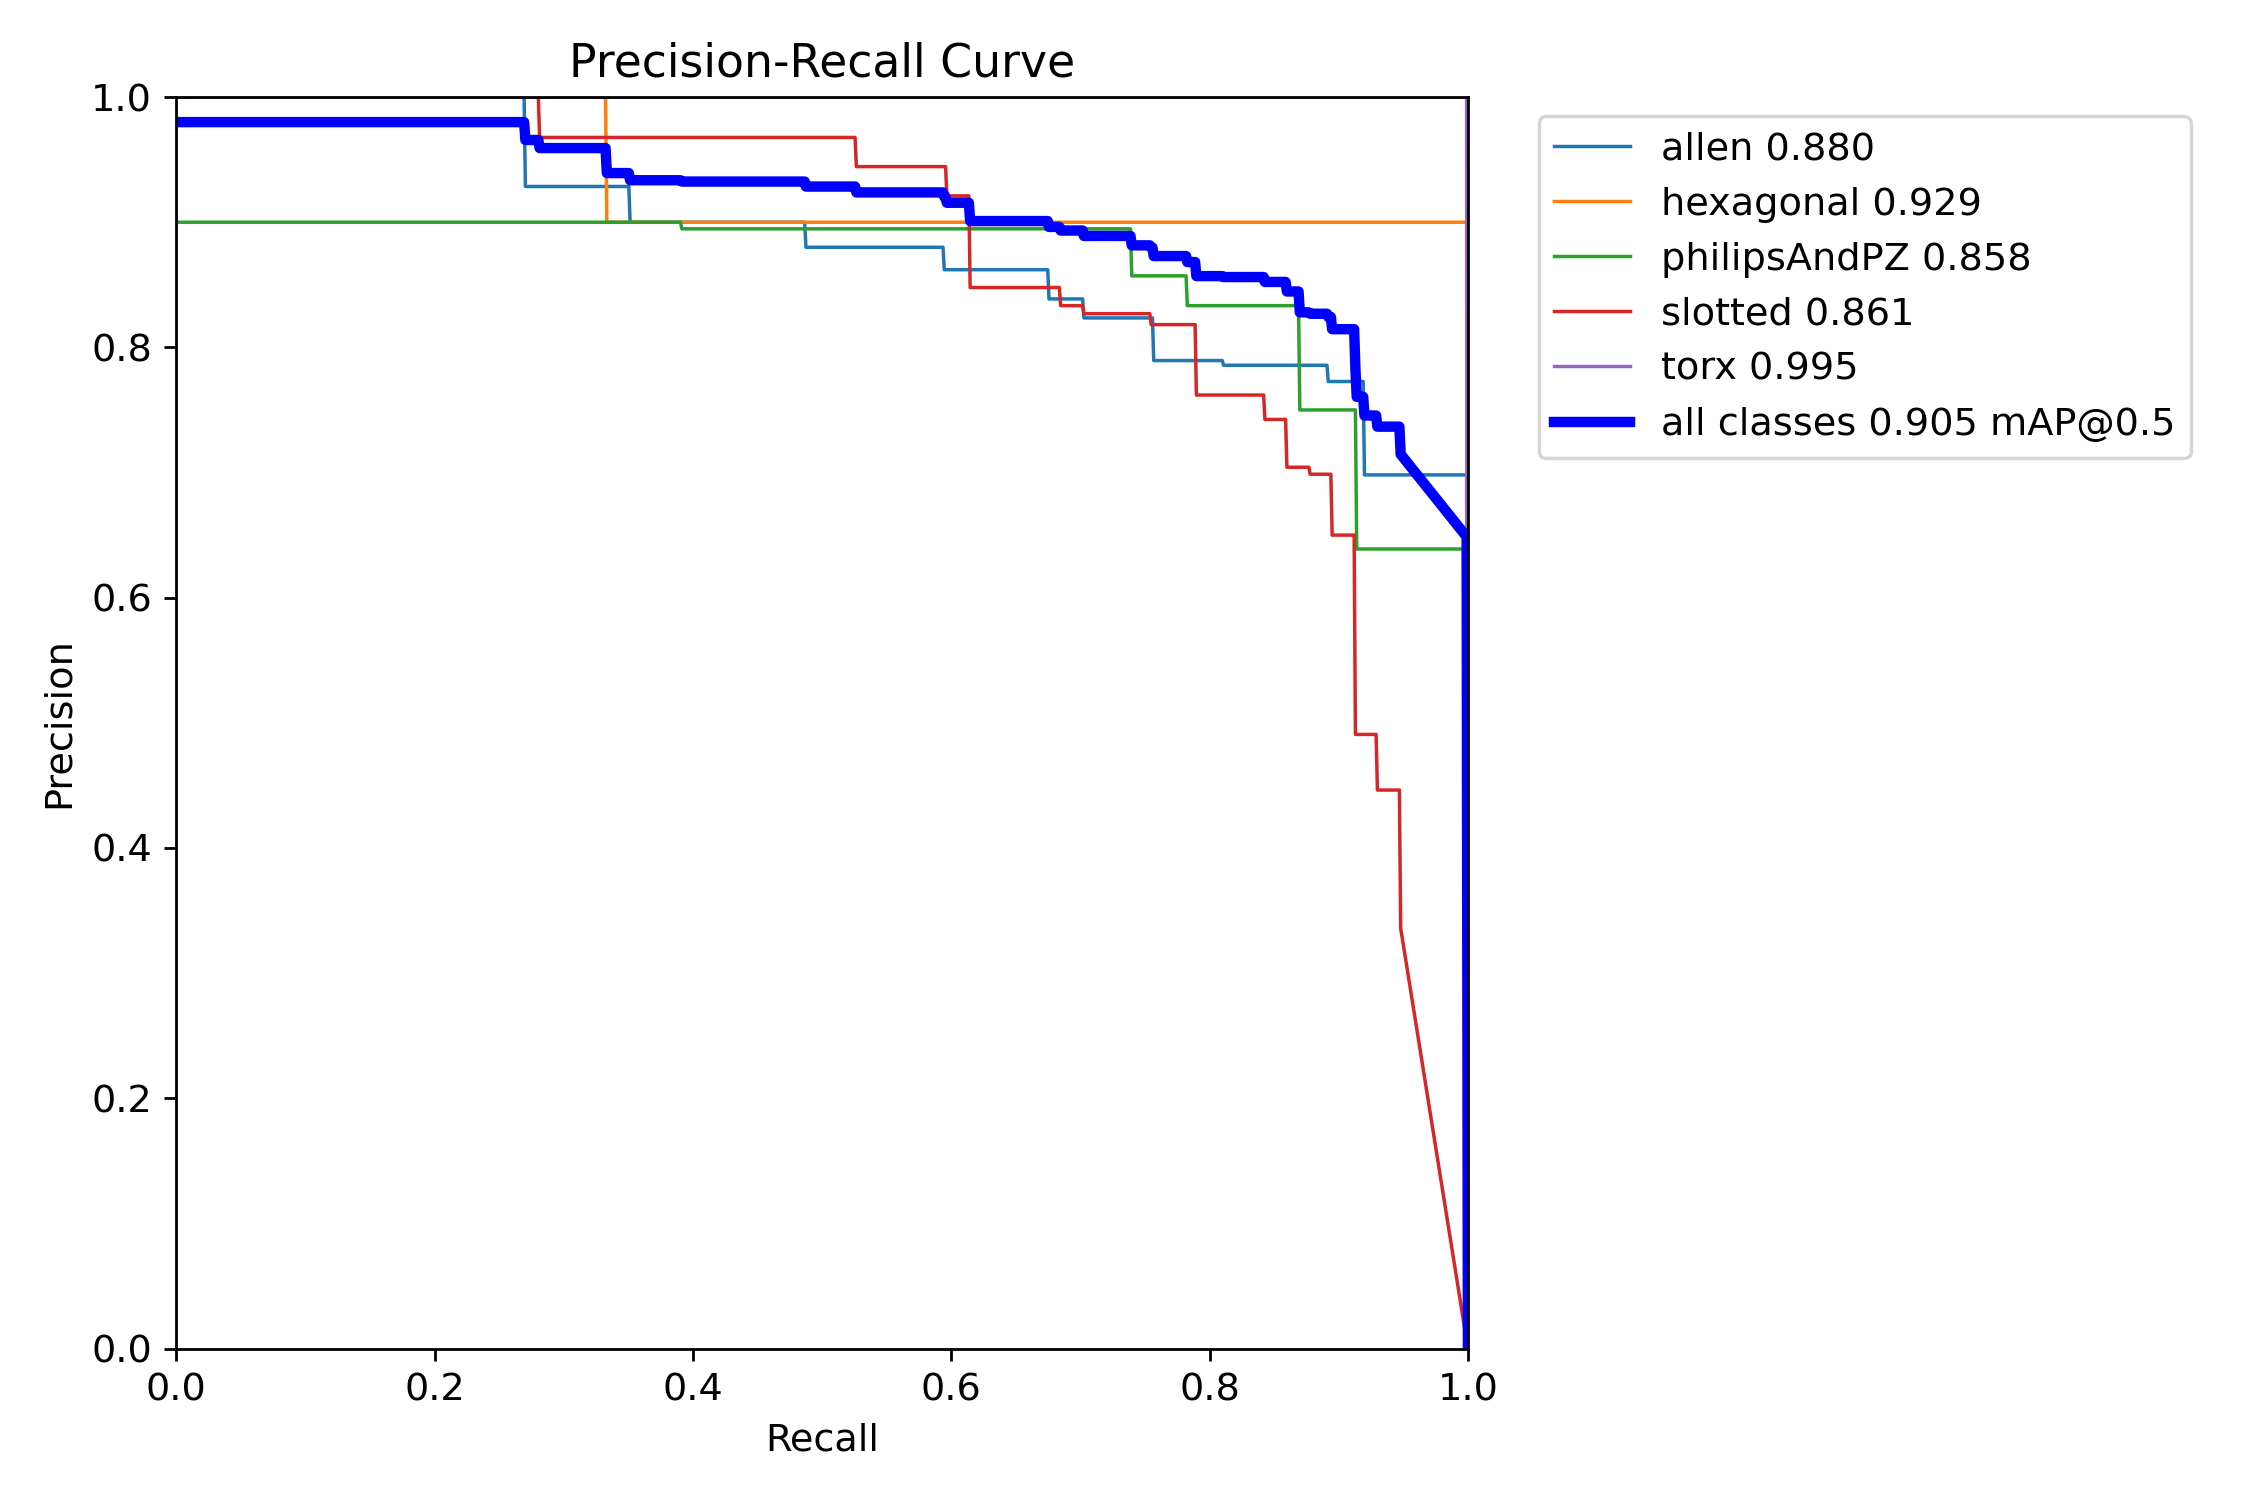 Precision-Recall Curve
1.0
0.8
0.6
0.4
0.2
0.0
Precision
0.0 0.2 0.4 0.6 0.8 1.0
Recall
allen 0.880
hexagonal 0.929
philipsAndPZ 0.858
slotted 0.861
torx 0.995
all classes 0.905 mAP@0.5